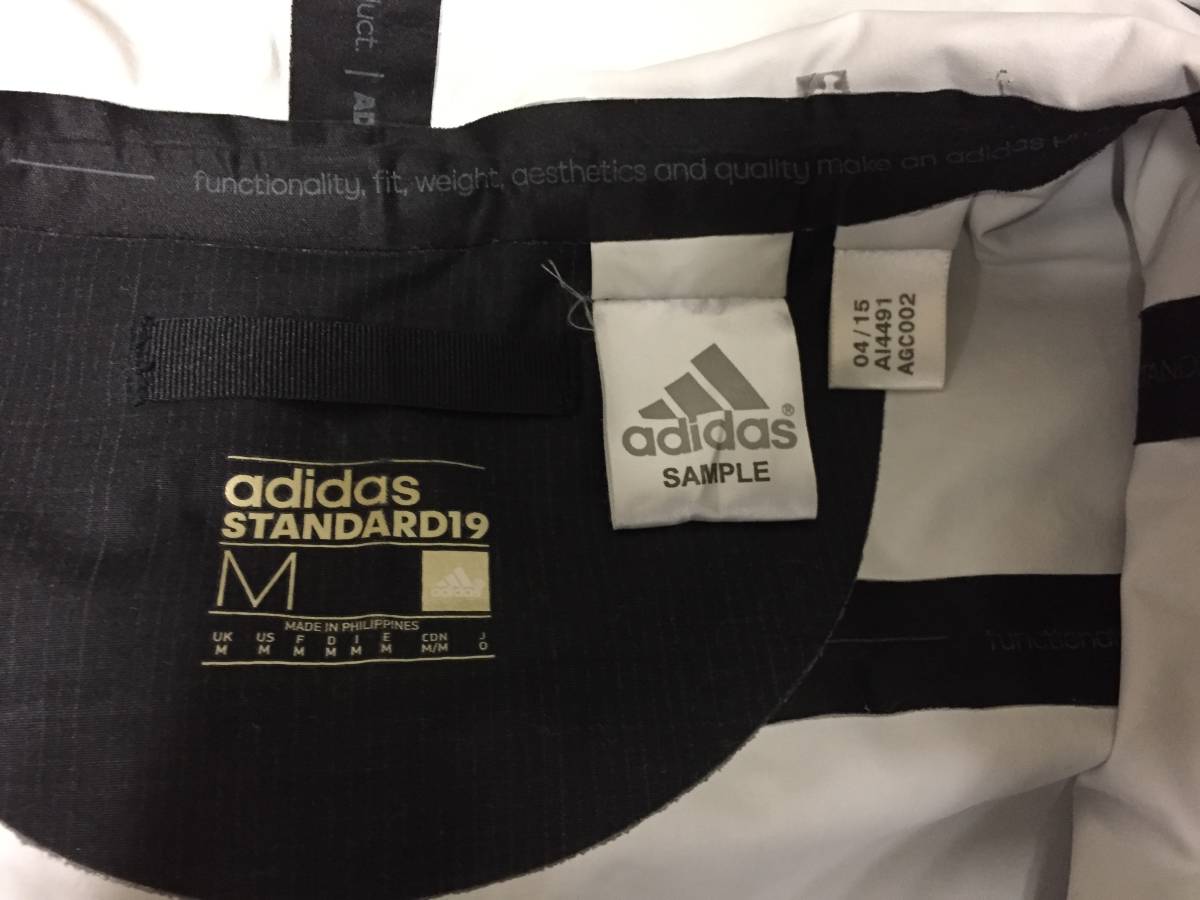 duct. | AD
functionality, fit, weight, aesthetics and quality make an adidas
adidas®
SAMPLE
04/15
AI4491
AGC002
adidas
STANDARD19
M
adidas
MADE IN PHILIPPINES
UK US F D I E CDN J
M M M M M M M/M O
functiona